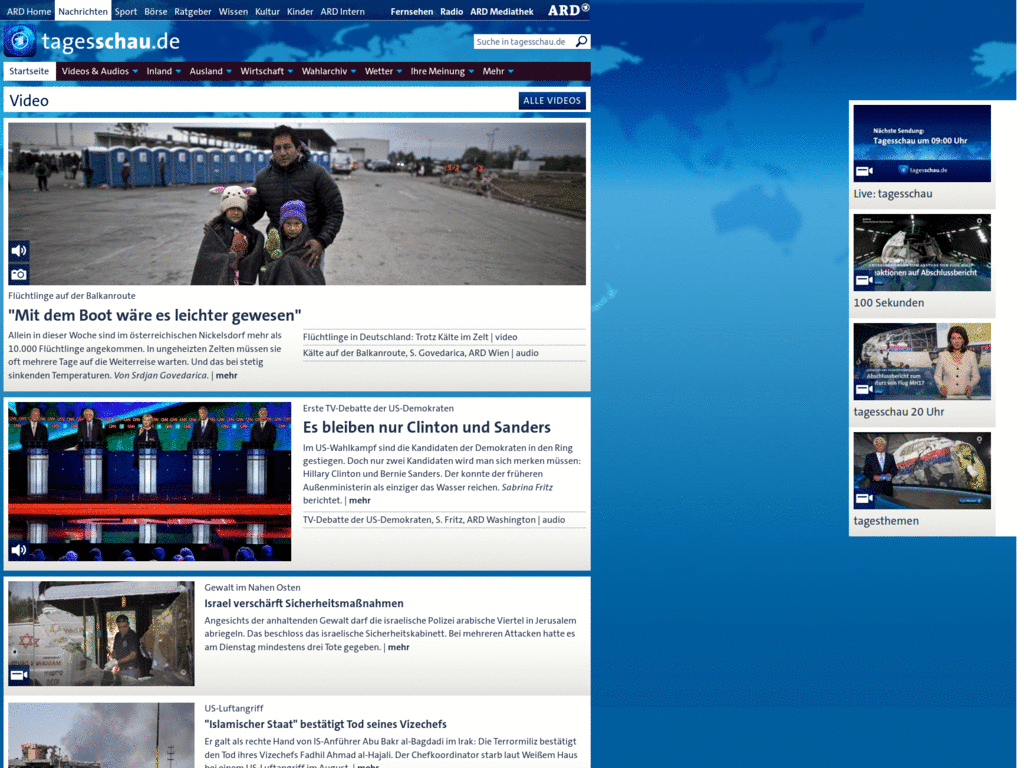 ARD Home Nachrichten Sport Börse Ratgeber Wissen Kultur Kinder ARD Intern Fernsehen Radio ARD Mediathek ARD
tagesschau.de
Suche in tagesschau.de
Startseite Videos & Audios Inland Ausland Wirtschaft Wahlarchiv Wetter Ihre Meinung Mehr
Video ALLE VIDEOS
Flüchtlinge auf der Balkanroute
"Mit dem Boot wäre es leichter gewesen"
Allein in dieser Woche sind im österreichischen Nickelsdorf mehr als
10.000 Flüchtlinge angekommen. In ungeheizten Zelten müssen sie
oft mehrere Tage auf die Weiterreise warten. Und das bei stetig
sinkenden Temperaturen. Von Srdjan Govedarica. | mehr
Flüchtlinge in Deutschland: Trotz Kälte im Zelt | video
Kälte auf der Balkanroute, S. Govedarica, ARD Wien | audio
Erste TV-Debatte der US-Demokraten
Es bleiben nur Clinton und Sanders
Im US-Wahlkampf sind die Kandidaten der Demokraten in den Ring
gestiegen. Doch nur zwei Kandidaten wird man sich merken müssen:
Hillary Clinton und Bernie Sanders. Der konnte der früheren
Außenministerin als einziger das Wasser reichen. Sabrina Fritz
berichtet. | mehr
TV-Debatte der US-Demokraten, S. Fritz, ARD Washington | audio
Gewalt im Nahen Osten
Israel verschärft Sicherheitsmaßnahmen
Angesichts der anhaltenden Gewalt darf die israelische Polizei arabische Viertel in Jerusalem
abriegeln. Das beschloss das israelische Sicherheitskabinett. Bei mehreren Attacken hatte es
am Dienstag mindestens drei Tote gegeben. | mehr
US-Luftangriff
"Islamischer Staat" bestätigt Tod seines Vizechefs
Er galt als rechte Hand von IS-Anführer Abu Bakr al-Bagdadi im Irak: Die Terrormiliz bestätigt
den Tod ihres Vizechefs Fadhil Ahmad al-Hajali. Der Chefkoordinator starb laut Weißem Haus
bei einem US-Luftangriff im August. | mehr
Nächste Sendung:
Tagesschau um 09:00 Uhr
tagesschau.de
Live: tagesschau
eaktionen auf Abschlussbericht
100 Sekunden
Abschlussbericht zum
turs von Flug MH17
tagesschau 20 Uhr
tagesthemen